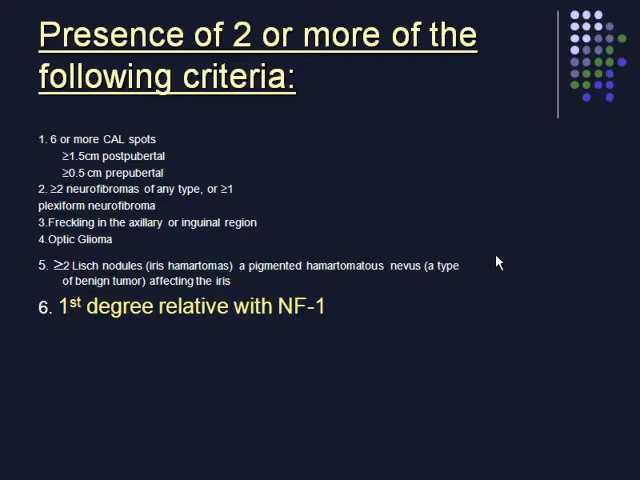 Presence of 2 or more of the
following criteria:
1. 6 or more CAL spots
≥1.5cm postpubertal
≥0.5 cm prepubertal
2. ≥2 neurofibromas of any type, or ≥1
plexiform neurofibroma
3.Freckling in the axillary or inguinal region
4.Optic Glioma
5. ≥2 Lisch nodules (iris hamartomas) a pigmented hamartomatous nevus (a type
of benign tumor) affecting the iris
6. 1st degree relative with NF-1